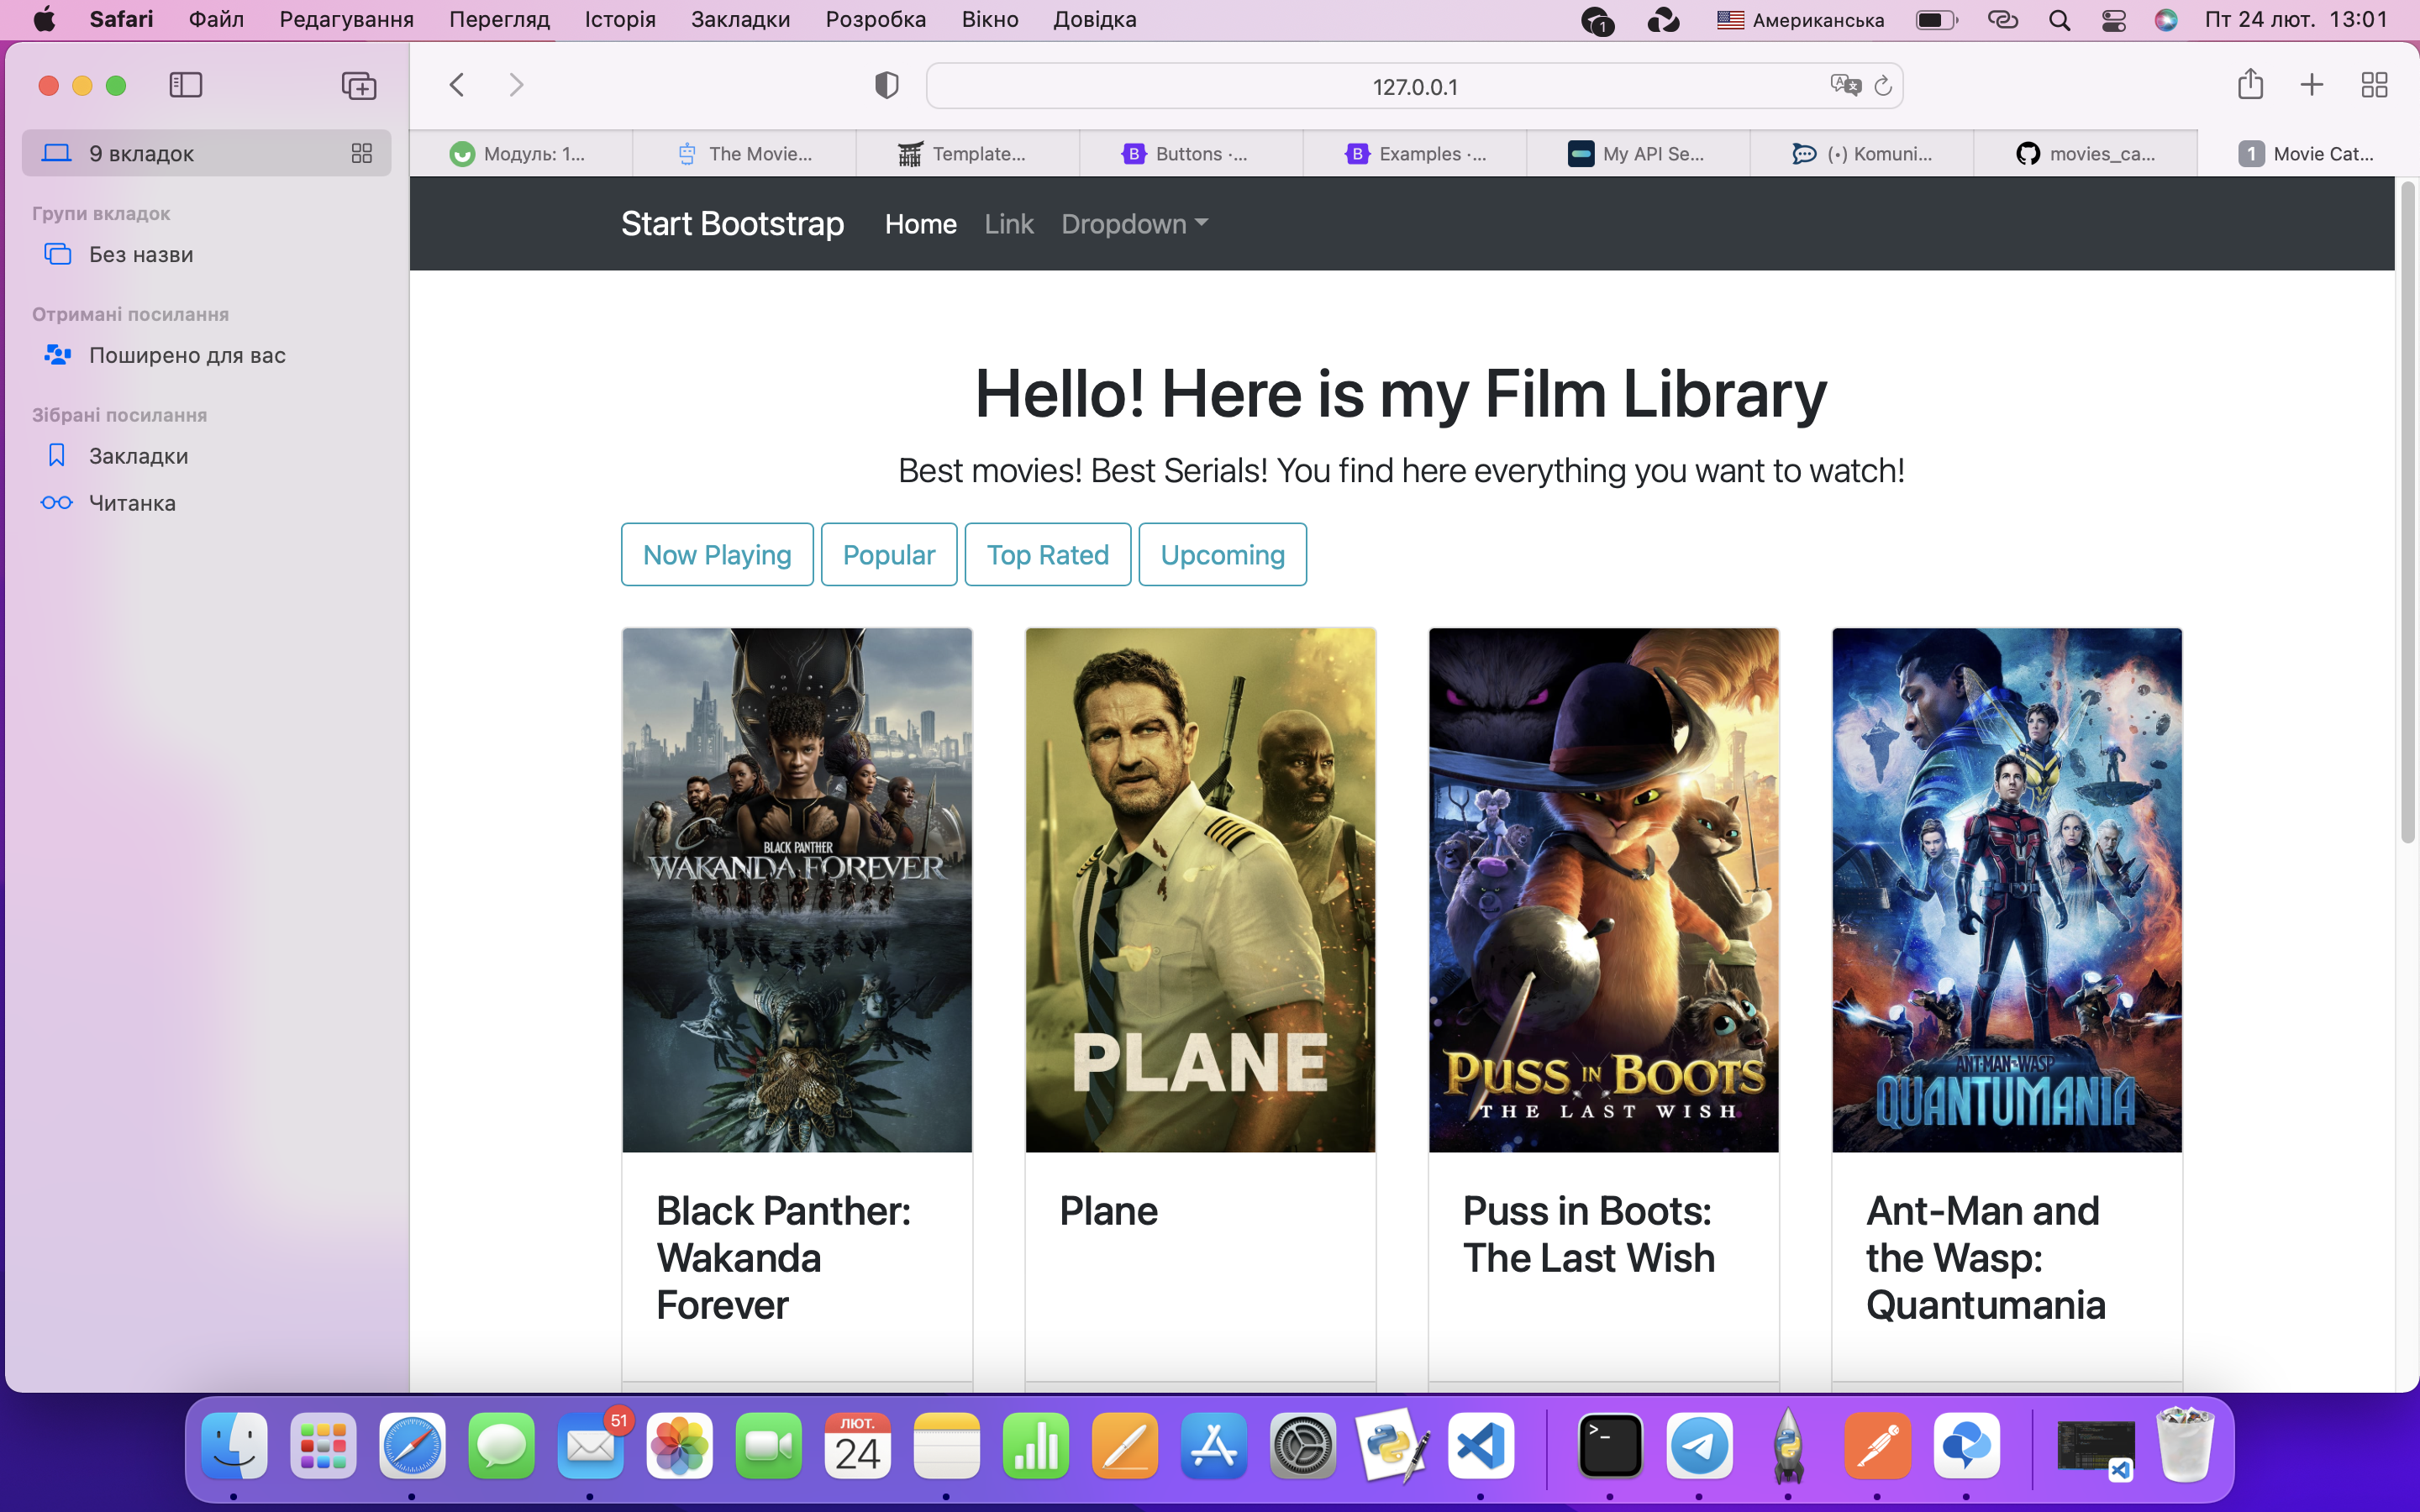 Safari Файл Редагування Перегляд Історія Закладки Розробка Вікно Довідка 1 Американська Пт 24 лют. 13:01
127.0.0.1
9 вкладок
Модуль: 1... The Movie... Template... B Buttons ·... B Examples ·... My API Se... (•) Komuni... movies_ca... 1 Movie Cat...
Групи вкладок
Без назви
Отримані посилання
Поширено для вас
Зібрані посилання
Закладки
Читанка
Start Bootstrap Home Link Dropdown
Hello! Here is my Film Library
Best movies! Best Serials! You find here everything you want to watch!
Now Playing Popular Top Rated Upcoming
BLACK PANTHER
WAKANDA FOREVER
PLANE
PUSS IN BOOTS
THE LAST WISH
ANT-MAN AND THE WASP
QUANTUMANIA
Black Panther:
Wakanda
Forever
Plane
Puss in Boots:
The Last Wish
Ant-Man and
the Wasp:
Quantumania
51
ЛЮТ.
24